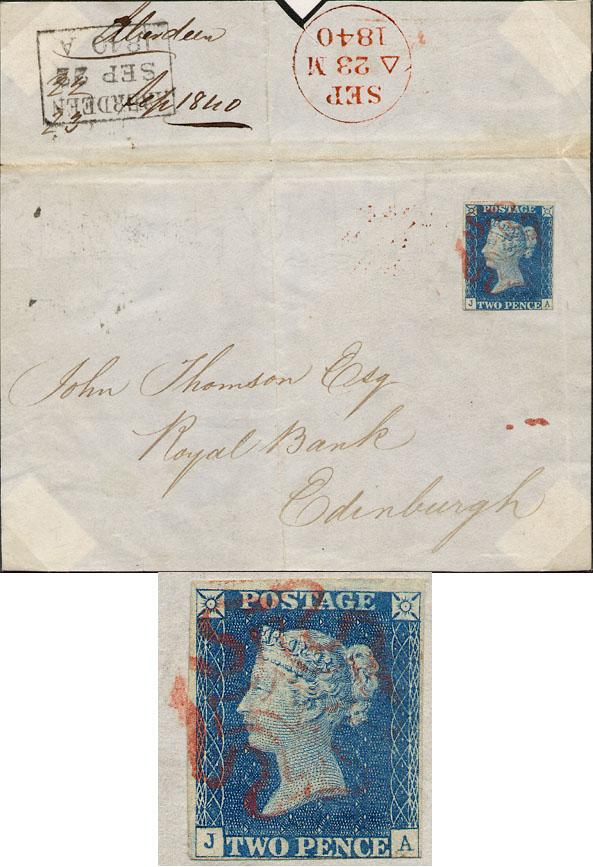 Aberdeen
22 Sep 1840
23
ABERDEEN
SEP 22
1840
A
SEP
23 M
1840
POSTAGE
TWO PENCE
J A
John Thomson Esq
Royal Bank
Edinburgh
POSTAGE
J TWO PENCE A